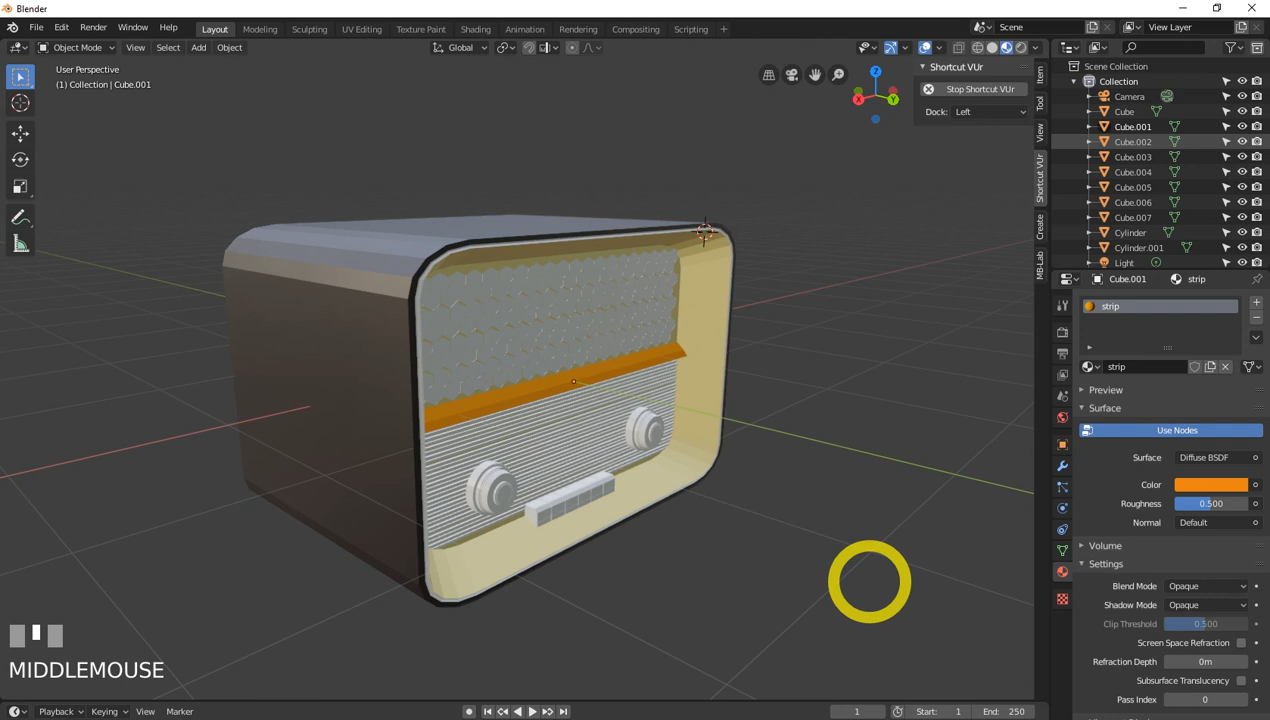 Blender
File Edit Render Window Help
Layout Modeling Sculpting UV Editing Texture Paint Shading Animation Rendering Compositing Scripting +
Scene
View Layer
Object Mode View Select Add Object
Global
User Perspective
(1) Collection | Cube.001
X Y Z
Shortcut VUr
Stop Shortcut VUr
Dock: Left
Item
Tool
View
Shortcut VUr
Create
MB-Lab
Scene Collection
Collection
Camera
Cube
Cube.001
Cube.002
Cube.003
Cube.004
Cube.005
Cube.006
Cube.007
Cylinder
Cylinder.001
Light
Cube.001 strip
strip
strip
Preview
Surface
Use Nodes
Surface Diffuse BSDF
Color
Roughness 0.500
Normal Default
Volume
Settings
Blend Mode Opaque
Shadow Mode Opaque
Clip Threshold 0.500
Screen Space Refraction
Refraction Depth 0m
Subsurface Translucency
Pass Index 0
MIDDLEMOUSE
Playback Keying View Marker
1 Start: 1 End: 250